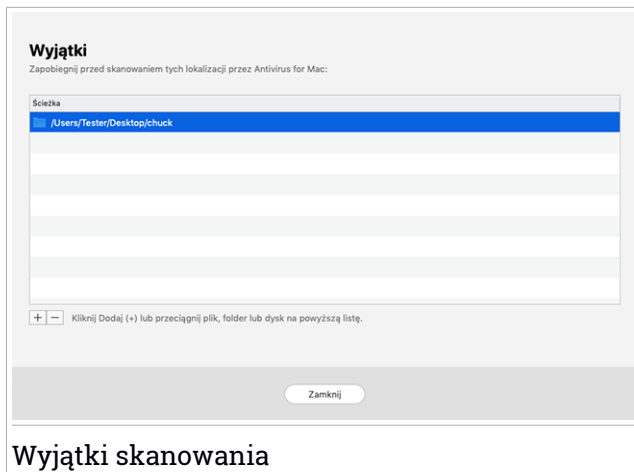 Wyjątki
Zapobiegnij przed skanowaniem tych lokalizacji przez Antivirus for Mac:
Ścieżka
/Users/Tester/Desktop/chuck
+ − Kliknij Dodaj (+) lub przeciągnij plik, folder lub dysk na powyższą listę.
Zamknij
Wyjątki skanowania